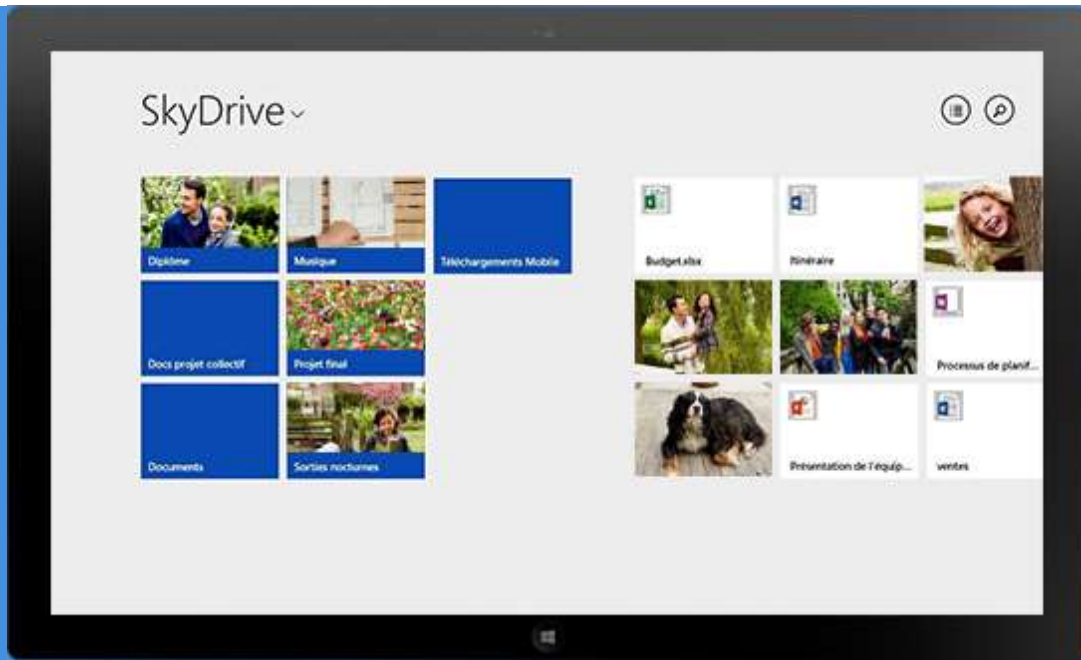 SkyDrive
Diplôme
Musique
Téléchargements Mobile
Budget.xlsx
Itinéraire
Docs projet collectif
Projet final
Processus de planif...
Documents
Sorties nocturnes
Présentation de l'équip...
ventes